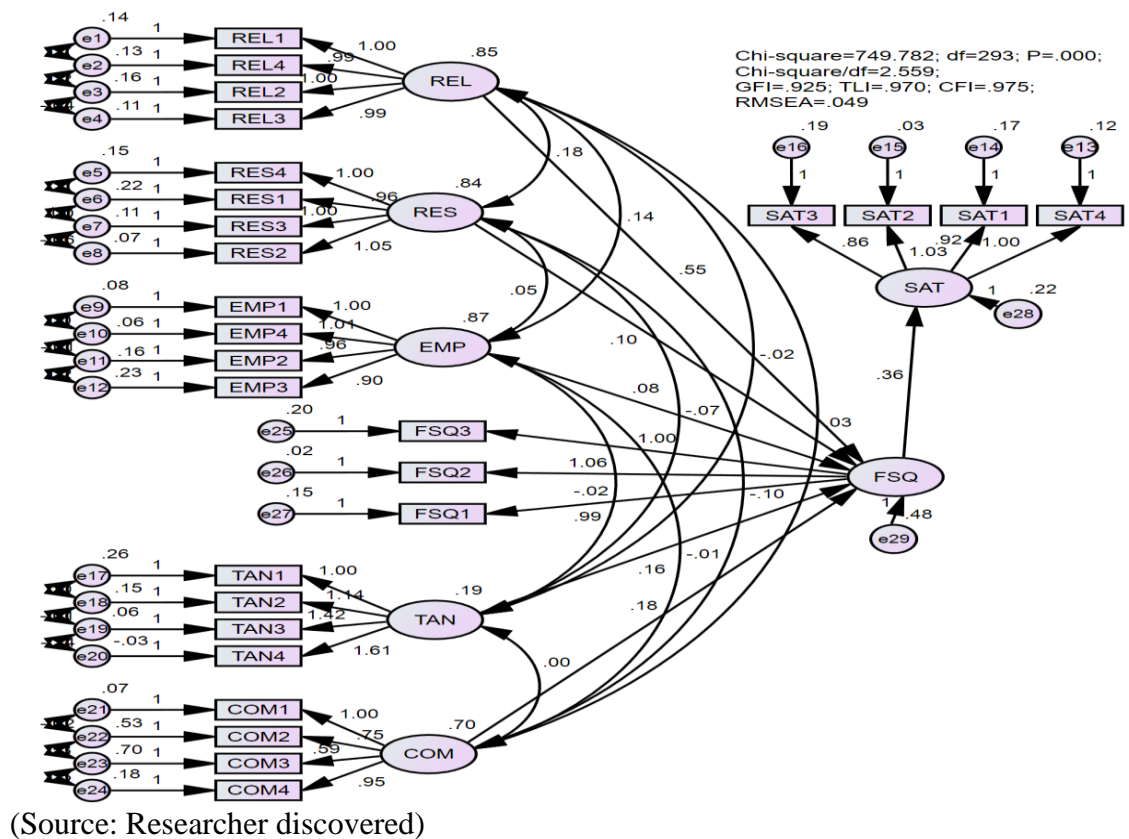 Chi-square=749.782; df=293; P=.000;
Chi-square/df=2.559;
GFI=.925; TLI=.970; CFI=.975;
RMSEA=.049
.14
e1 1 REL1 1.00
.13
e2 1 REL4 .99
.16
e3 1 REL2 1.00
.11
e4 1 REL3 .99
.85
REL
.15
e5 1 RES4 1.00
.22
e6 1 RES1 .96
.11
e7 1 RES3 1.00
.07
e8 1 RES2 1.05
.84
RES
.08
e9 1 EMP1 1.00
.06
e10 1 EMP4 1.01
.16
e11 1 EMP2 .96
.23
e12 1 EMP3 .90
.87
EMP
.20
e25 1 FSQ3 1.00
.02
e26 1 FSQ2 1.06
.15
e27 1 FSQ1 .99
.26
e17 1 TAN1 1.00
.15
e18 1 TAN2 1.14
.06
e19 1 TAN3 1.42
-.03
e20 1 TAN4 1.61
.19
TAN
.07
e21 1 COM1 1.00
.53
e22 1 COM2 .75
.70
e23 1 COM3 .59
.18
e24 1 COM4 .95
.70
COM
.18
.14
.05
.55
.10
.08
-.02
-.07
.03
-.02
-.10
-.01
.16
.18
.00
.19 .03 .17 .12
e16 e15 e14 e13
1 1 1 1
SAT3 SAT2 SAT1 SAT4
.86 1.03 .92 1.00
SAT
1 .22
e28
.36
FSQ
1 .48
e29
(Source: Researcher discovered)